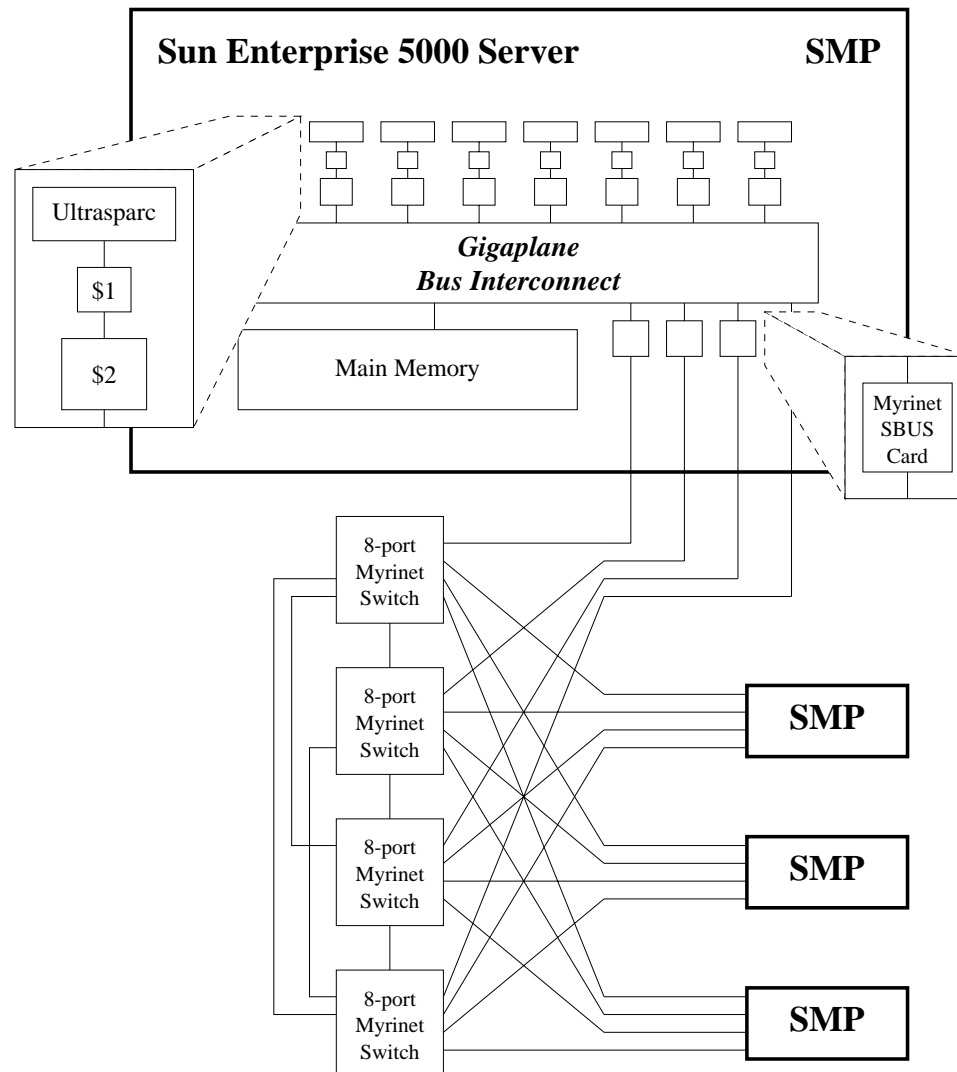 Sun Enterprise 5000 Server
SMP
Ultrasparc
$1
$2
Gigaplane
Bus Interconnect
Main Memory
Myrinet
SBUS
Card
8-port
Myrinet
Switch
8-port
Myrinet
Switch
SMP
8-port
Myrinet
Switch
SMP
8-port
Myrinet
Switch
SMP